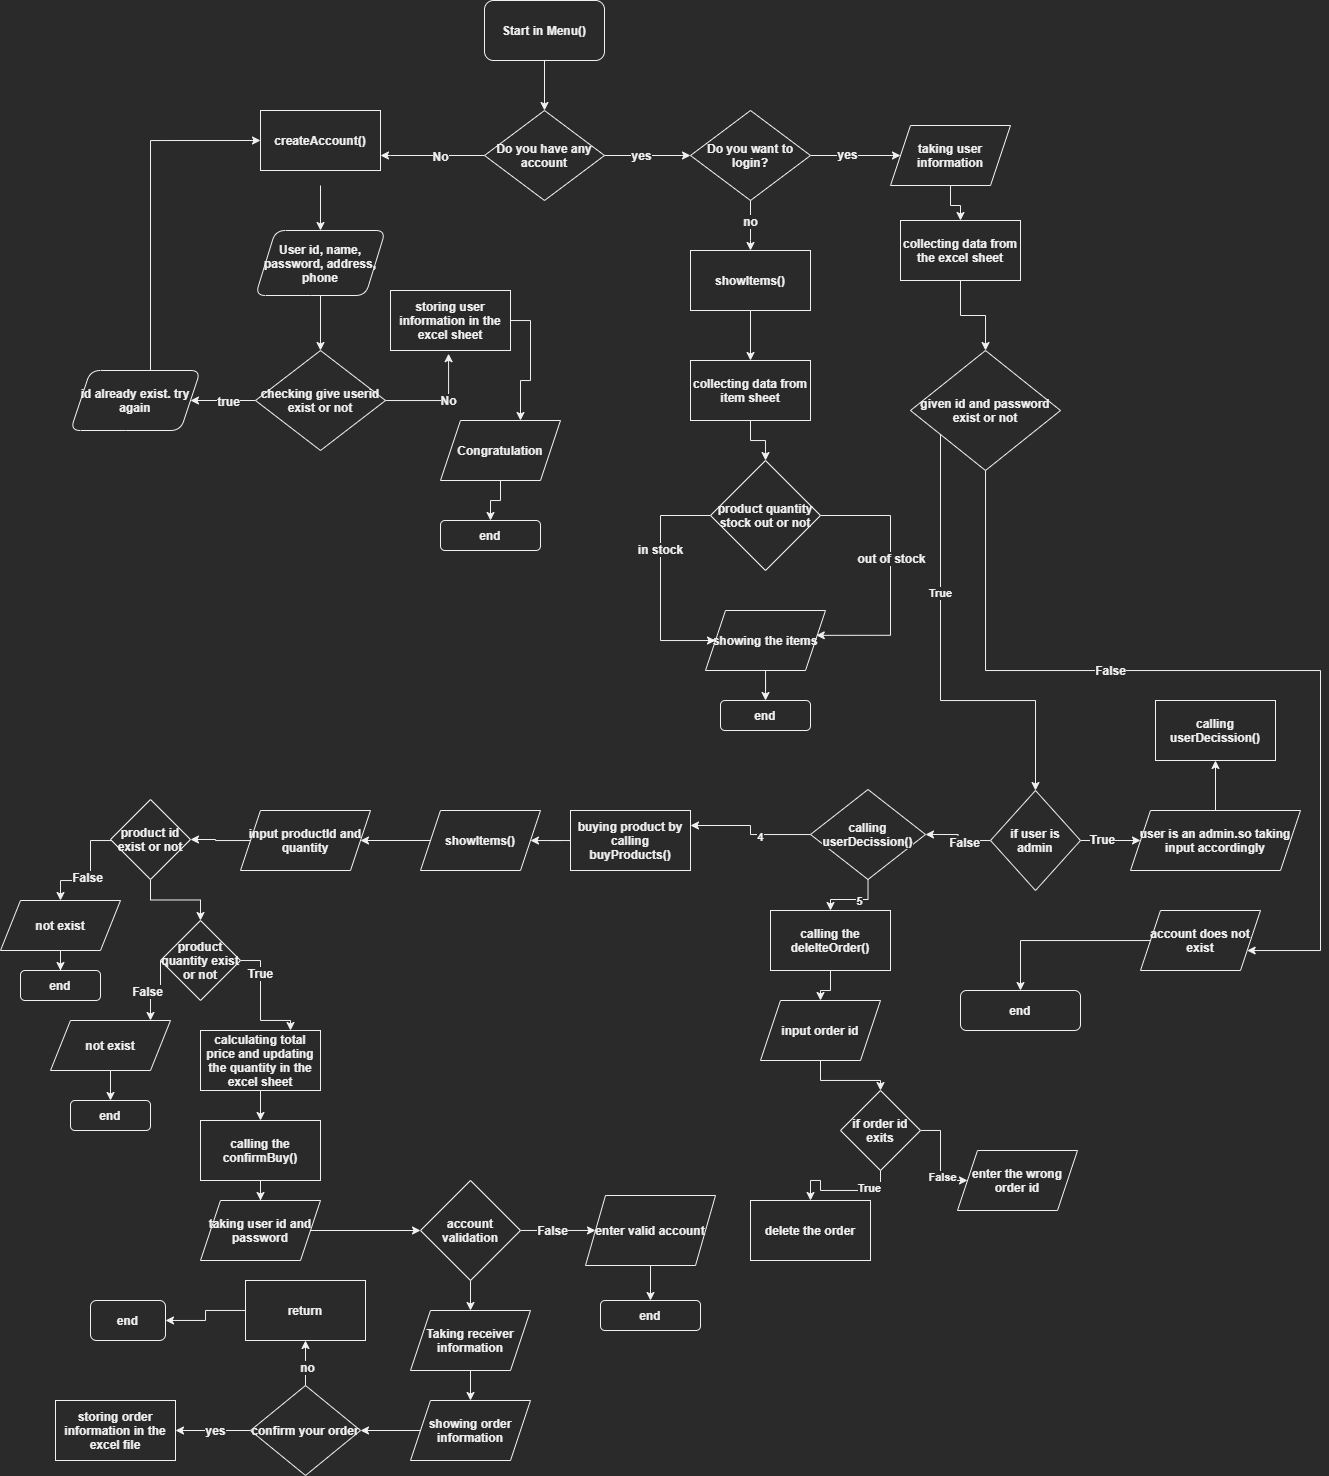 Start in Menu()
createAccount()
No
Do you have any
account
yes
Do you want to
login?
yes
taking user
information
no
User id, name,
password, address,
phone
showItems()
collecting data from
the excel sheet
storing user
information in the
excel sheet
id already exist. try
again
true
checking give userid
exist or not
No
collecting data from
item sheet
given id and password
exist or not
Congratulation
product quantity
stock out or not
end
in stock
out of stock
True
showing the items
False
end
calling
userDecission()
product id
exist or not
input productId and
quantity
showItems()
buying product by
calling
buyProducts()
4
calling
userDecission()
False
if user is
admin
True
user is an admin.so taking
input accordingly
False
5
not exist
product
quantity exist
or not
True
calling the
delelteOrder()
account does not
exist
end
False
end
not exist
calculating total
price and updating
the quantity in the
excel sheet
input order id
end
calling the
confirmBuy()
if order id
exits
False
enter the wrong
order id
True
taking user id and
password
account
validation
False
enter valid account
delete the order
end
return
end
Taking receiver
information
no
storing order
information in the
excel file
yes
confirm your order
showing order
information